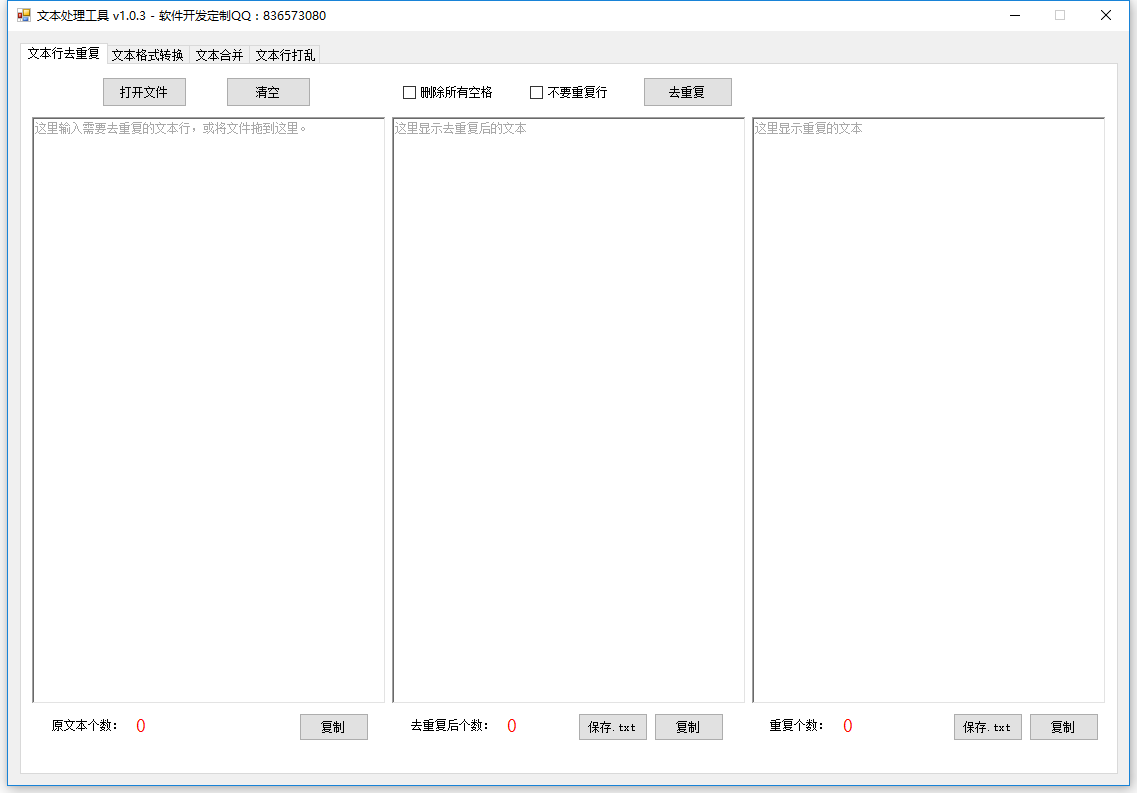 文本处理工具 v1.0.3 - 软件开发定制QQ：836573080
文本行去重复 文本格式转换 文本合并 文本行打乱
打开文件 清空 删除所有空格 不要重复行 去重复
这里输入需要去重复的文本行，或将文件拖到这里。 这里显示去重复后的文本 这里显示重复的文本
原文本个数： 0 复制 去重复后个数： 0 保存.txt 复制 重复个数： 0 保存.txt 复制